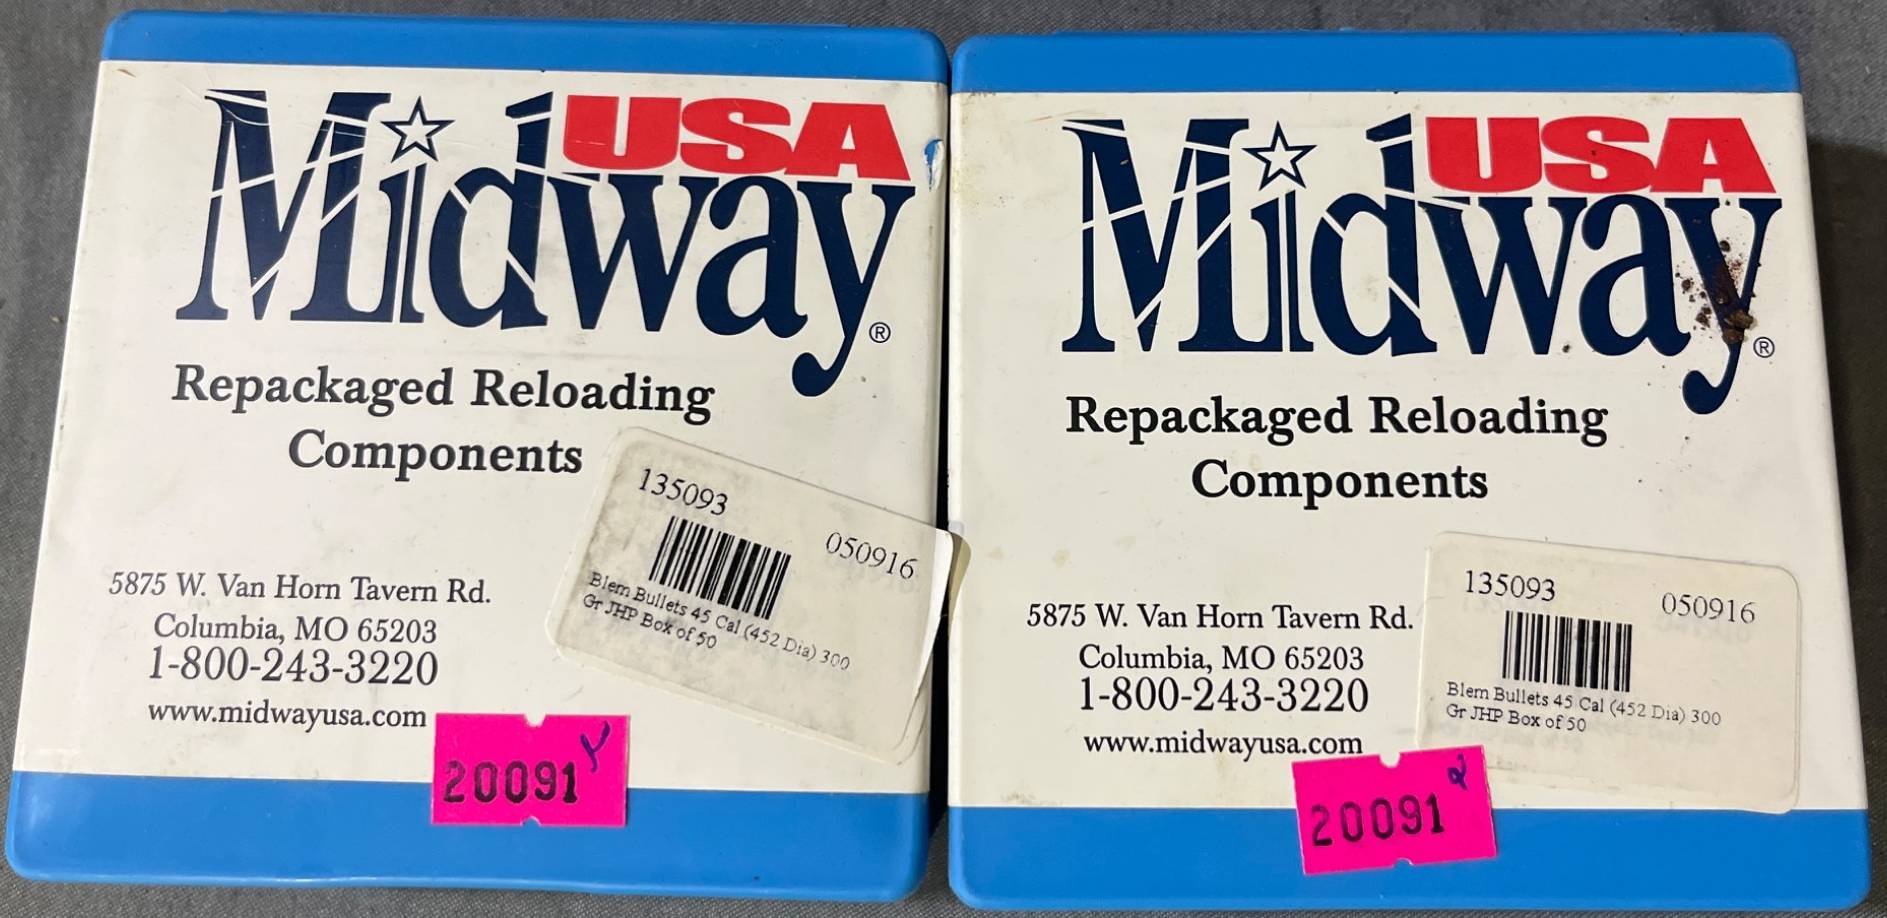 USA
Midway®
Repackaged Reloading
Components
135093
050916
Blem Bullets 45 Cal (452 Dia) 300
Gr JHP Box of 50
5875 W. Van Horn Tavern Rd.
Columbia, MO 65203
1-800-243-3220
www.midwayusa.com
20091
USA
Midway®
Repackaged Reloading
Components
135093
050916
Blem Bullets 45 Cal (452 Dia) 300
Gr JHP Box of 50
5875 W. Van Horn Tavern Rd.
Columbia, MO 65203
1-800-243-3220
www.midwayusa.com
20091